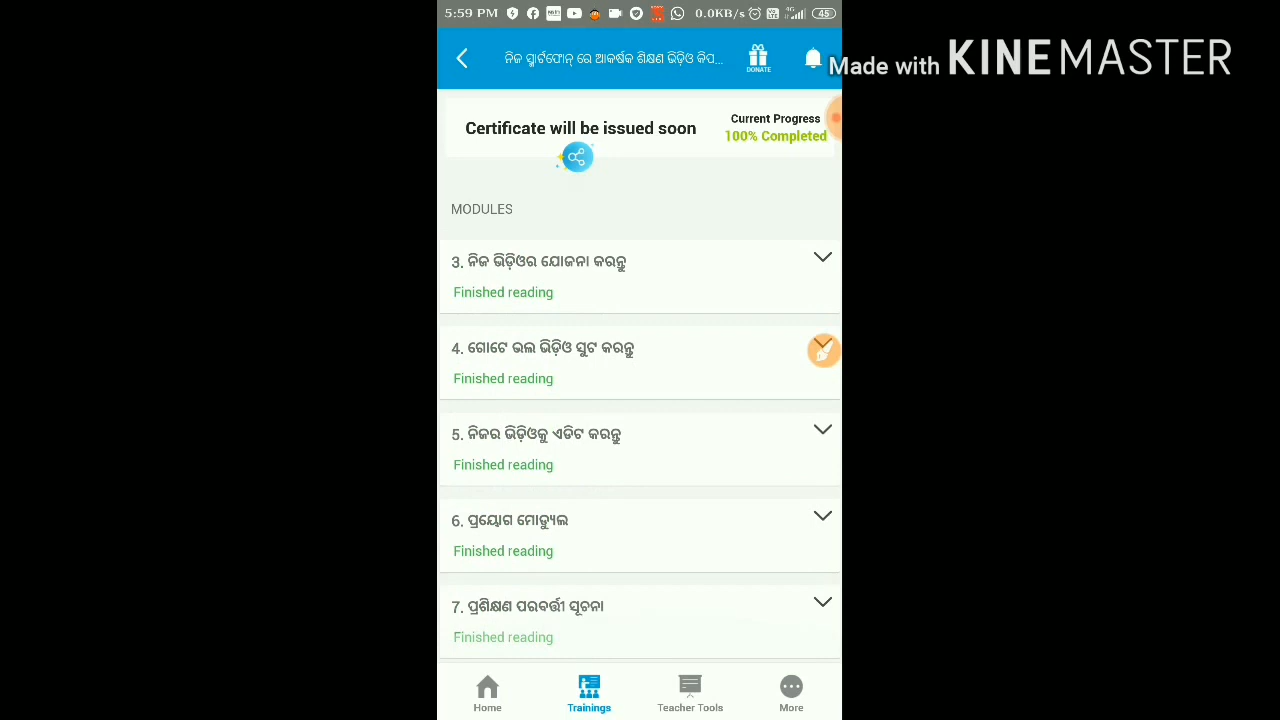 5:59 PM 0.0KB/s 4G 45
ନିଜ ସ୍ମାର୍ଟଫୋନ୍ ରେ ଆକର୍ଷକ ଶିକ୍ଷଣ ଭିଡ଼ିଓ କିପ...
DONATE
Made with KINEMASTER
Certificate will be issued soon
Current Progress
100% Completed
MODULES
3. ନିଜ ଭିଡ଼ିଓର ଯୋଜନା କରନ୍ତୁ
Finished reading
4. ଗୋଟେ ଭଲ ଭିଡ଼ିଓ ସୁଟ କରନ୍ତୁ
Finished reading
5. ନିଜର ଭିଡ଼ିଓକୁ ଏଡିଟ କରନ୍ତୁ
Finished reading
6. ପ୍ରୟୋଗ ମୋଡ୍ୟୁଲ
Finished reading
7. ପ୍ରଶିକ୍ଷଣ ପରବର୍ତ୍ତୀ ସୂଚନା
Finished reading
Home Trainings Teacher Tools More